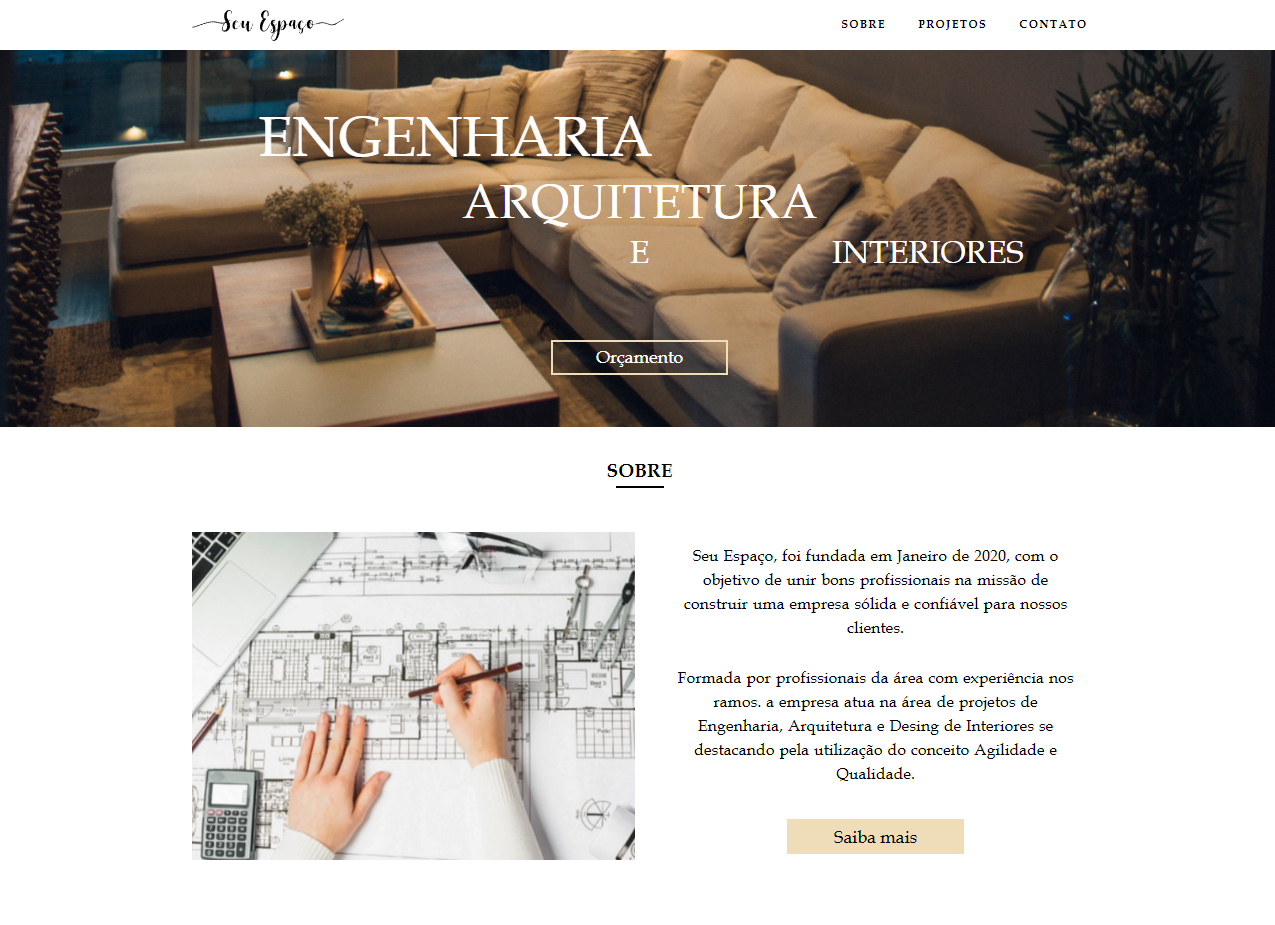 Seu Espaço
SOBRE PROJETOS CONTATO
ENGENHARIA
ARQUITETURA
E INTERIORES
Orçamento
SOBRE
Seu Espaço, foi fundada em Janeiro de 2020, com o
objetivo de unir bons profissionais na missão de
construir uma empresa sólida e confiável para nossos
clientes.
Formada por profissionais da área com experiência nos
ramos. a empresa atua na área de projetos de
Engenharia, Arquitetura e Desing de Interiores se
destacando pela utilização do conceito Agilidade e
Qualidade.
Saiba mais